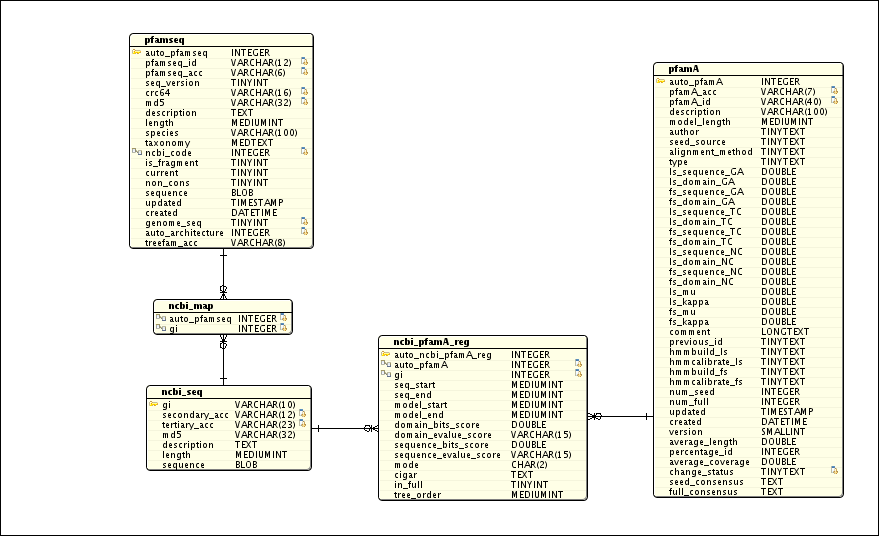 pfamseq
auto_pfamseq INTEGER
pfamseq_id VARCHAR(12)
pfamseq_acc VARCHAR(6)
seq_version TINYINT
crc64 VARCHAR(16)
md5 VARCHAR(32)
description TEXT
length MEDIUMINT
species VARCHAR(100)
taxonomy MEDTEXT
ncbi_code INTEGER
is_fragment TINYINT
current TINYINT
non_cons TINYINT
sequence BLOB
updated TIMESTAMP
created DATETIME
genome_seq TINYINT
auto_architecture INTEGER
treefam_acc VARCHAR(8)
ncbi_map
auto_pfamseq INTEGER
gi INTEGER
ncbi_seq
gi VARCHAR(10)
secondary_acc VARCHAR(12)
tertiary_acc VARCHAR(23)
md5 VARCHAR(32)
description TEXT
length MEDIUMINT
sequence BLOB
ncbi_pfamA_reg
auto_ncbi_pfamA_reg INTEGER
auto_pfamA INTEGER
gi INTEGER
seq_start MEDIUMINT
seq_end MEDIUMINT
model_start MEDIUMINT
model_end MEDIUMINT
domain_bits_score DOUBLE
domain_evalue_score VARCHAR(15)
sequence_bits_score DOUBLE
sequence_evalue_score VARCHAR(15)
mode CHAR(2)
cigar TEXT
in_full TINYINT
tree_order MEDIUMINT
pfamA
auto_pfamA INTEGER
pfamA_acc VARCHAR(7)
pfamA_id VARCHAR(40)
description VARCHAR(100)
model_length MEDIUMINT
author TINYTEXT
seed_source TINYTEXT
alignment_method TINYTEXT
type TINYTEXT
ls_sequence_GA DOUBLE
ls_domain_GA DOUBLE
fs_sequence_GA DOUBLE
fs_domain_GA DOUBLE
ls_sequence_TC DOUBLE
ls_domain_TC DOUBLE
fs_sequence_TC DOUBLE
fs_domain_TC DOUBLE
ls_sequence_NC DOUBLE
ls_domain_NC DOUBLE
fs_sequence_NC DOUBLE
fs_domain_NC DOUBLE
ls_mu DOUBLE
ls_kappa DOUBLE
fs_mu DOUBLE
fs_kappa DOUBLE
comment LONGTEXT
previous_id TINYTEXT
hmmbuild_ls TINYTEXT
hmmcalibrate_ls TINYTEXT
hmmbuild_fs TINYTEXT
hmmcalibrate_fs TINYTEXT
num_seed INTEGER
num_full INTEGER
updated TIMESTAMP
created DATETIME
version SMALLINT
average_length DOUBLE
percentage_id INTEGER
average_coverage DOUBLE
change_status TINYTEXT
seed_consensus TEXT
full_consensus TEXT